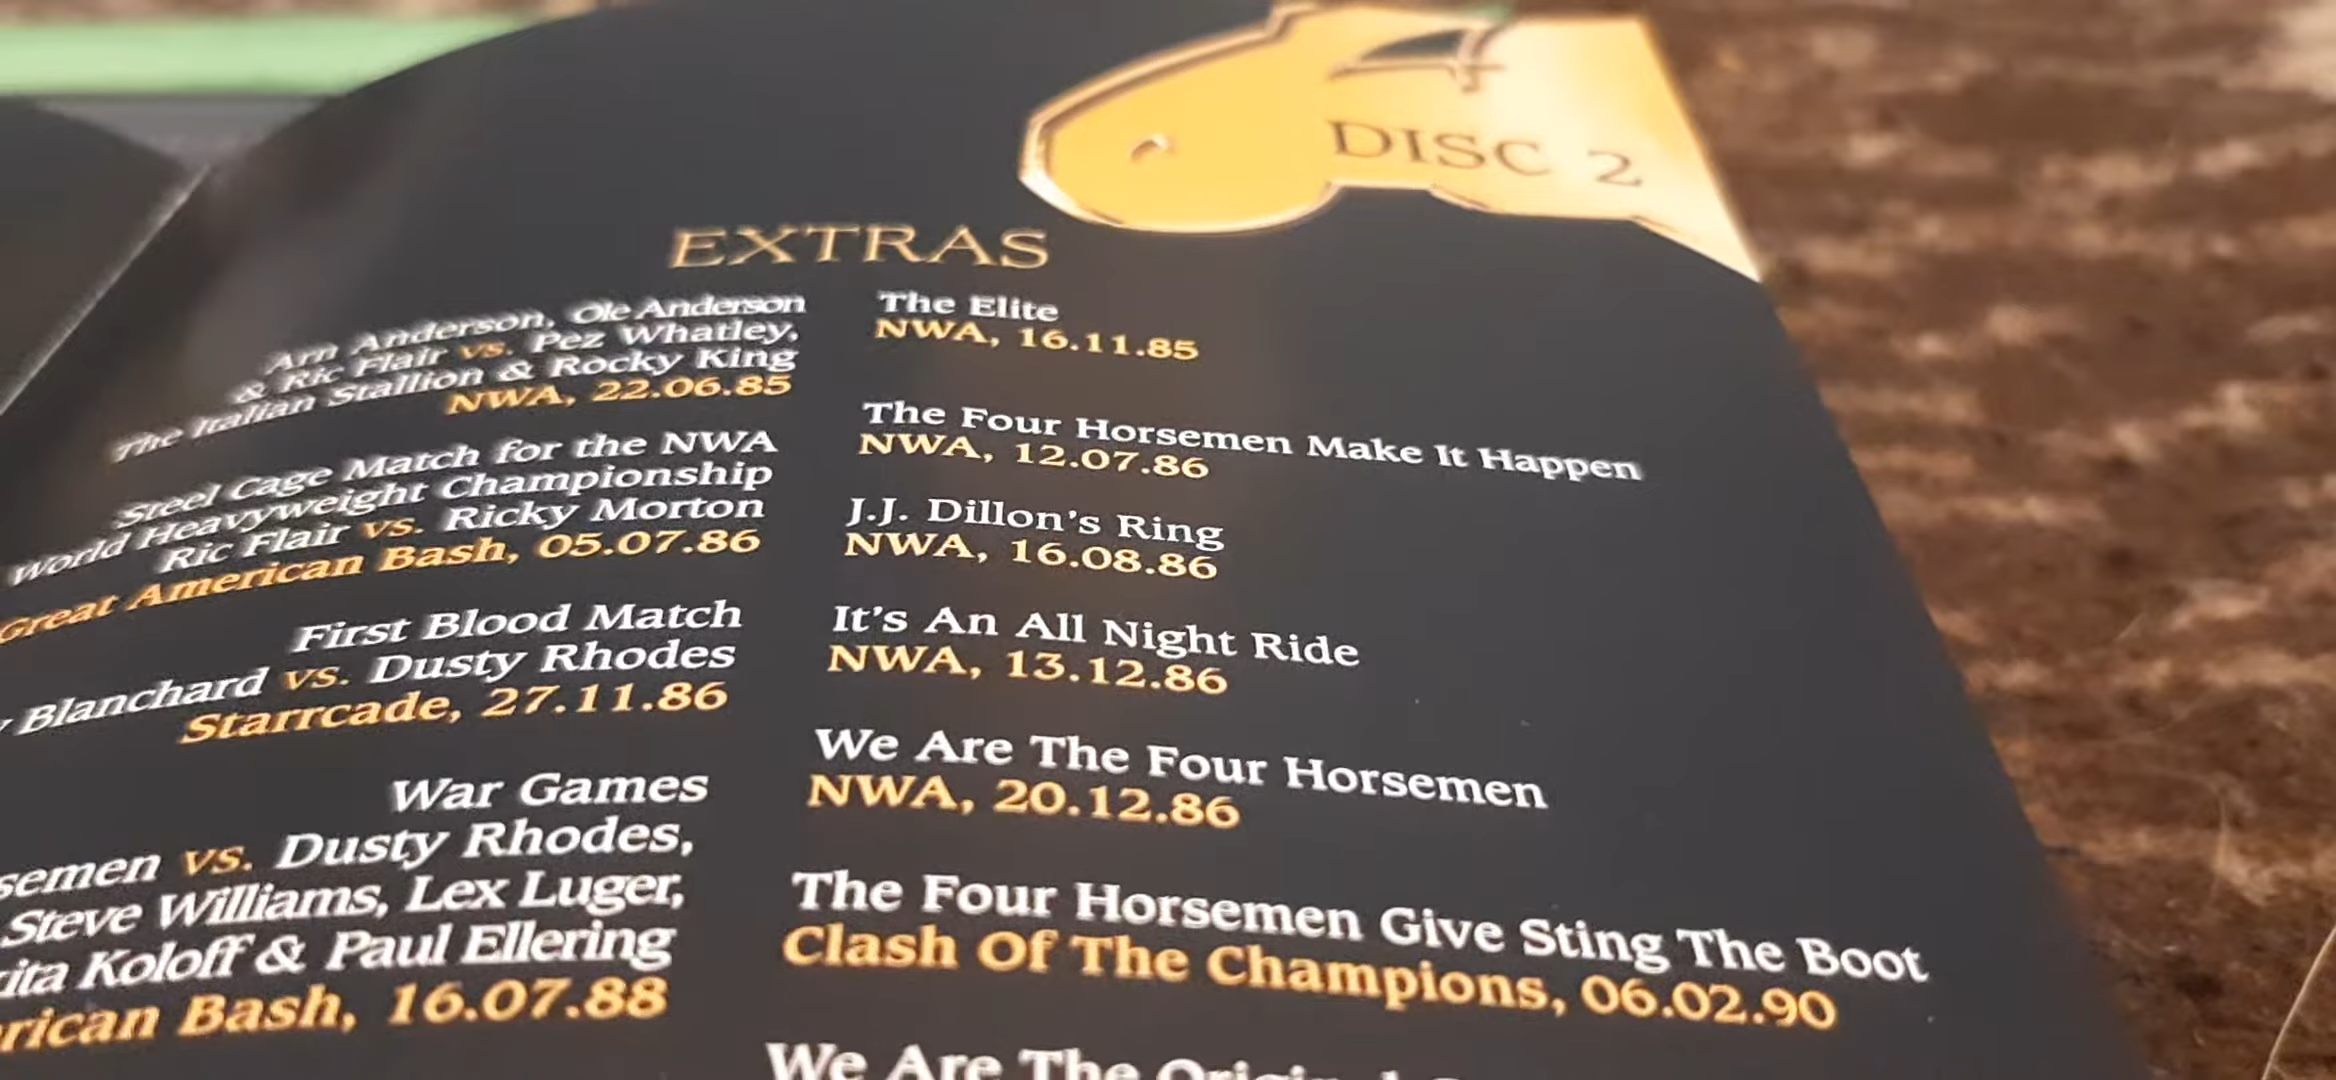 DISC 2
EXTRAS
Arn Anderson, Ole Anderson
& Ric Flair vs. Pez Whatley,
The Italian Stallion & Rocky King
NWA, 22.06.85
Steel Cage Match for the NWA
World Heavyweight Championship
Ric Flair vs. Ricky Morton
Great American Bash, 05.07.86
First Blood Match
Blanchard vs. Dusty Rhodes
Starrcade, 27.11.86
War Games
vs. Dusty Rhodes,
Steve Williams, Lex Luger,
Koloff & Paul Ellering
Bash, 16.07.88
The Elite
NWA, 16.11.85
The Four Horsemen Make It Happen
NWA, 12.07.86
J.J. Dillon's Ring
NWA, 16.08.86
It's An All Night Ride
NWA, 13.12.86
We Are The Four Horsemen
NWA, 20.12.86
The Four Horsemen Give Sting The Boot
Clash Of The Champions, 06.02.90
We Are The